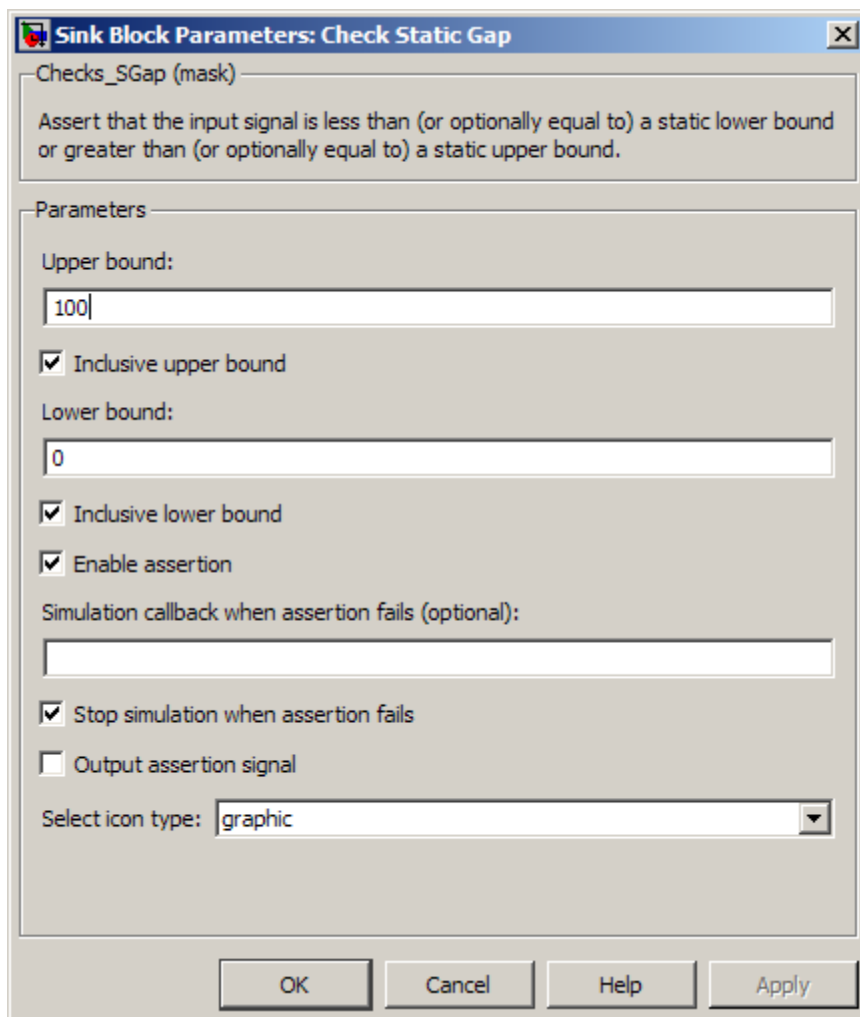 Sink Block Parameters: Check Static Gap
Checks_SGap (mask)
Assert that the input signal is less than (or optionally equal to) a static lower bound
or greater than (or optionally equal to) a static upper bound.
Parameters
Upper bound:
100
Inclusive upper bound
Lower bound:
0
Inclusive lower bound
Enable assertion
Simulation callback when assertion fails (optional):
Stop simulation when assertion fails
Output assertion signal
Select icon type: graphic
OK Cancel Help Apply